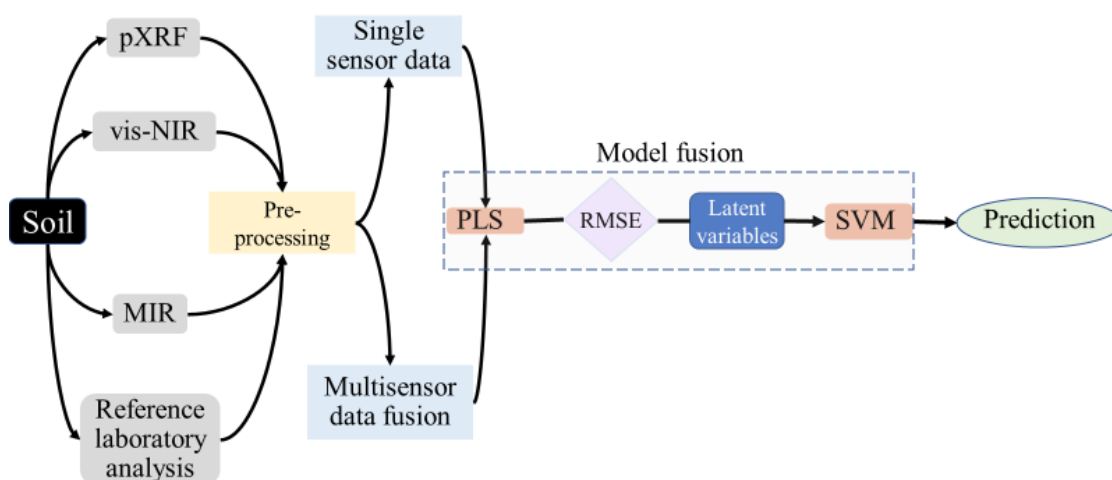 Soil
pXRF
vis-NIR
MIR
Reference
laboratory
analysis
Pre-
processing
Single
sensor data
Multisensor
data fusion
Model fusion
PLS
RMSE
Latent
variables
SVM
Prediction